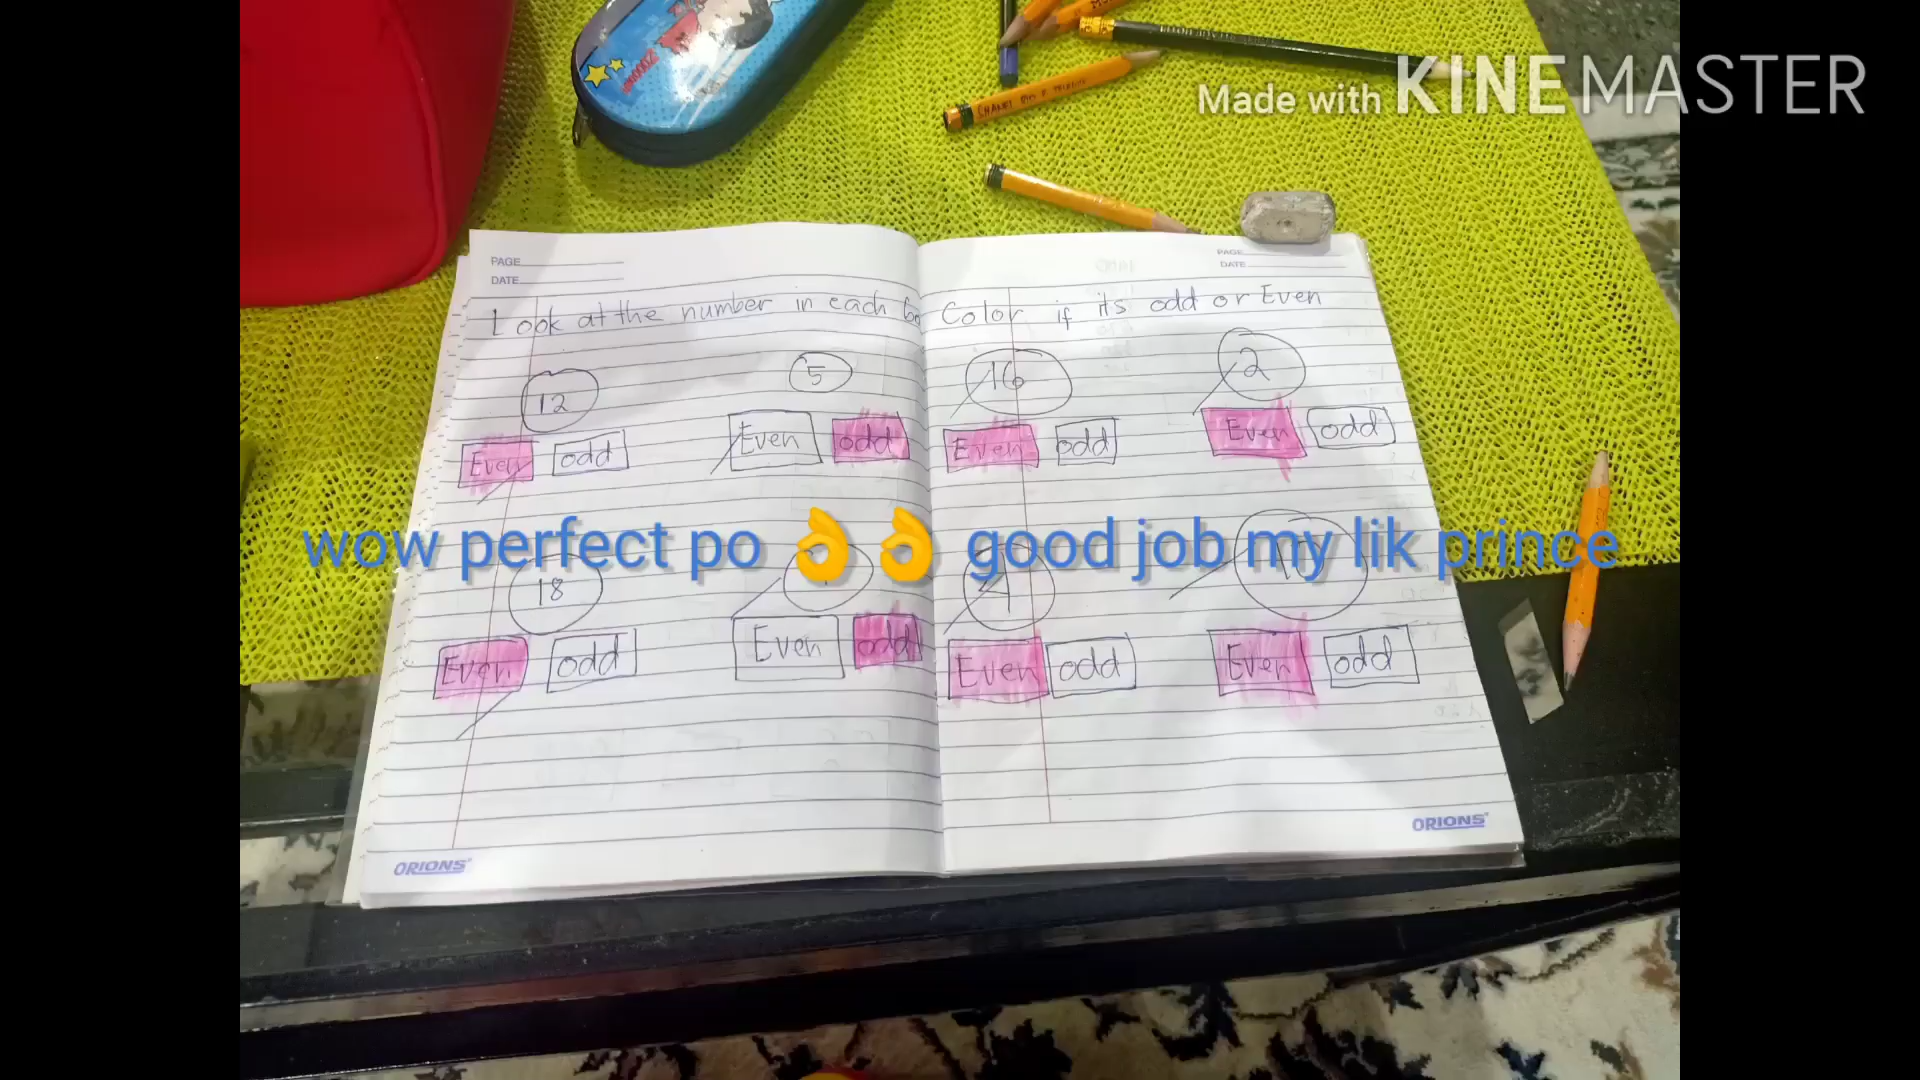 Made with KINEMASTER
PAGE
DATE
PAGE
DATE
Look at the number in each
Color if its odd or Even
12
5
16
2
Even odd
Even odd
Even odd
Even odd
wow perfect po 👌👌 good job my lik prince
18
4
Even odd
Even odd
Even odd
Even odd
ORIONS
ORIONS